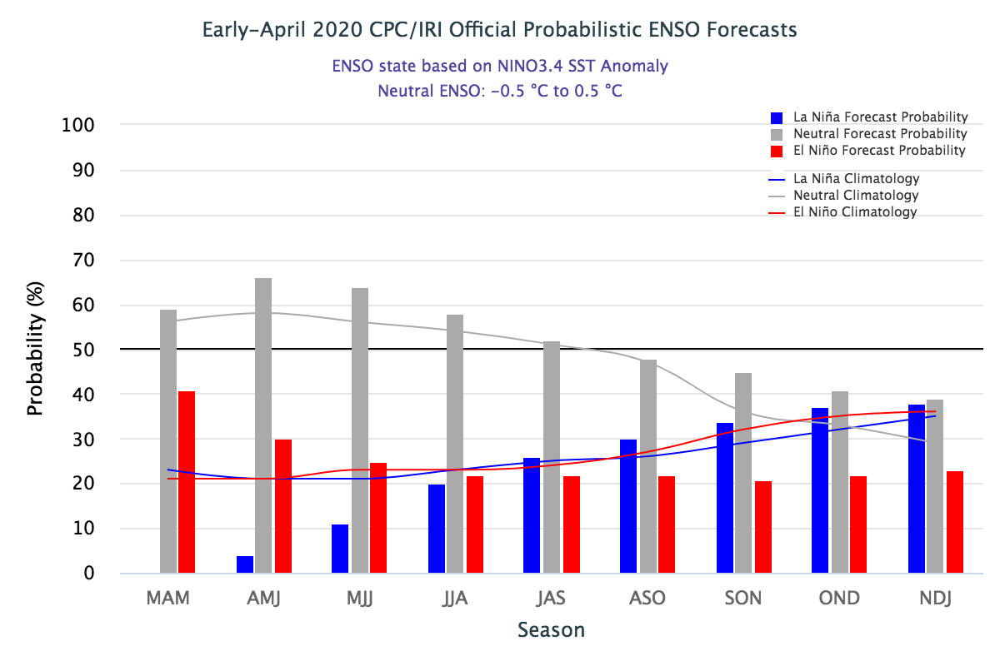 Early-April 2020 CPC/IRI Official Probabilistic ENSO Forecasts
ENSO state based on NINO3.4 SST Anomaly
Neutral ENSO: -0.5 °C to 0.5 °C
La Niña Forecast Probability
Neutral Forecast Probability
El Niño Forecast Probability
La Niña Climatology
Neutral Climatology
El Niño Climatology
Probability (%)
100
90
80
70
60
50
40
30
20
10
0
MAM AMJ MJJ JJA JAS ASO SON OND NDJ
Season